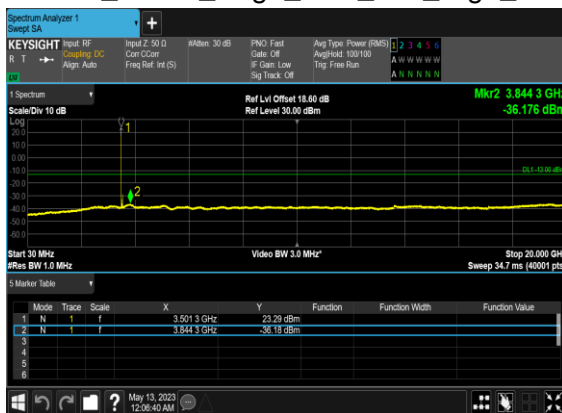 Spectrum Analyzer 1
Swept SA
+
KEYSIGHT Input: RF Input Z: 50 Ω #Atten: 30 dB PNO: Fast Avg Type: Power (RMS) 1 2 3 4 5 6
R T Coupling: DC Corr CCorr Gate: Off Avg|Hold: 100/100 A W W W W W
Align: Auto Freq Ref: Int (S) IF Gain: Low Trig: Free Run A N N N N N
LU Sig Track: Off
1 Spectrum Ref Lvl Offset 18.60 dB Mkr2 3.844 3 GHz
Scale/Div 10 dB Ref Level 30.00 dBm -36.176 dBm
Log
20.0 1
10.0
0.00
-10.0 DL1 -13.00 dBm
-20.0
-30.0 2
-40.0
-50.0
-60.0
Start 30 MHz Video BW 3.0 MHz* Stop 20.000 GHz
#Res BW 1.0 MHz Sweep 34.7 ms (40001 pts)
5 Marker Table
Mode Trace Scale X Y Function Function Width Function Value
1 N 1 f 3.501 3 GHz 23.29 dBm
2 N 1 f 3.844 3 GHz -36.18 dBm
3
4
5
6
? May 13, 2023
12:06:40 AM